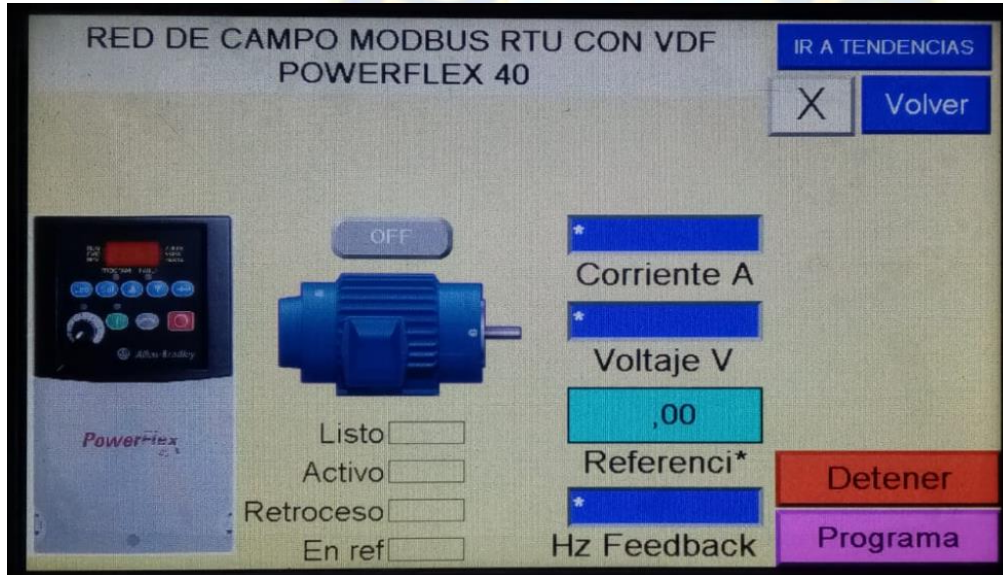 RED DE CAMPO MODBUS RTU CON VDF
POWERFLEX 40
IR A TENDENCIAS
X
Volver
OFF
*
Corriente A
*
Voltaje V
,00
Referenci*
*
Hz Feedback
Allen-Bradley
PowerFlex
Listo
Activo
Retroceso
En ref
Detener
Programa